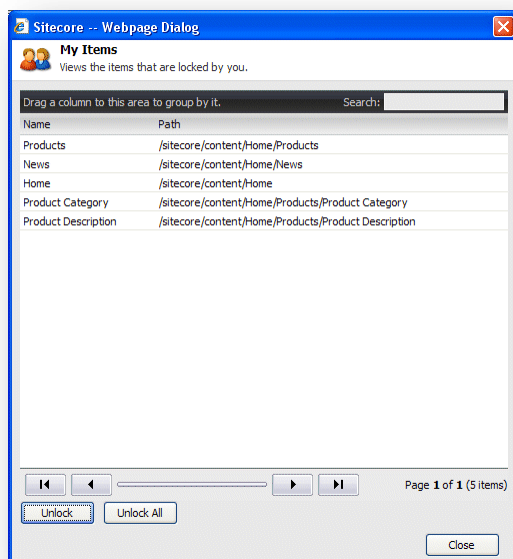 Sitecore -- Webpage Dialog
My Items
Views the items that are locked by you.
Drag a column to this area to group by it. Search:
Name Path
Products /sitecore/content/Home/Products
News /sitecore/content/Home/News
Home /sitecore/content/Home
Product Category /sitecore/content/Home/Products/Product Category
Product Description /sitecore/content/Home/Products/Product Description
Page 1 of 1 (5 items)
Unlock Unlock All
Close